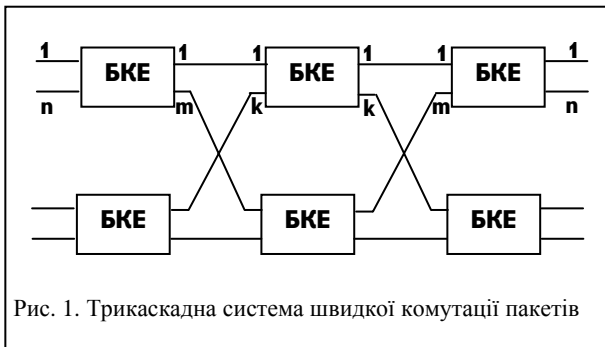 1 1 1 1 1 1
БКЕ БКЕ БКЕ
n m k k m n
БКЕ БКЕ БКЕ
Рис. 1. Трикаскадна система швидкої комутації пакетів